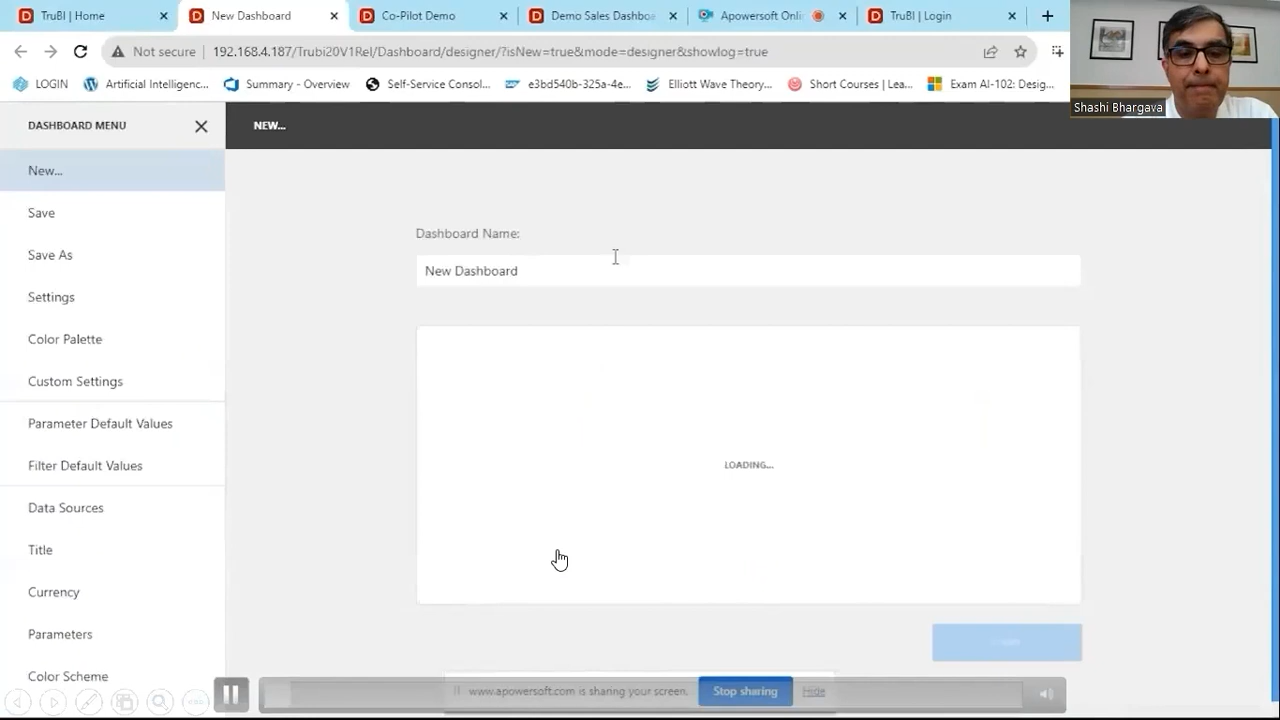 TruBI | Home
New Dashboard
Co-Pilot Demo
Demo Sales Dashboa
Apowersoft Onli
TruBI | Login
Not secure
192.168.4.187/Trubi20V1Rel/Dashboard/designer/?isNew=true&mode=designer&showlog=true
LOGIN
Artificial Intelligenc...
Summary - Overview
Self-Service Consol...
e3bd540b-325a-4e...
Elliott Wave Theory...
Short Courses | Lea...
Exam AI-102: Desig...
Shashi Bhargava
DASHBOARD MENU
NEW...
New...
Save
Save As
Settings
Color Palette
Custom Settings
Parameter Default Values
Filter Default Values
Data Sources
Title
Currency
Parameters
Color Scheme
Dashboard Name:
New Dashboard
LOADING...
www.apowersoft.com is sharing your screen.
Stop sharing
Hide